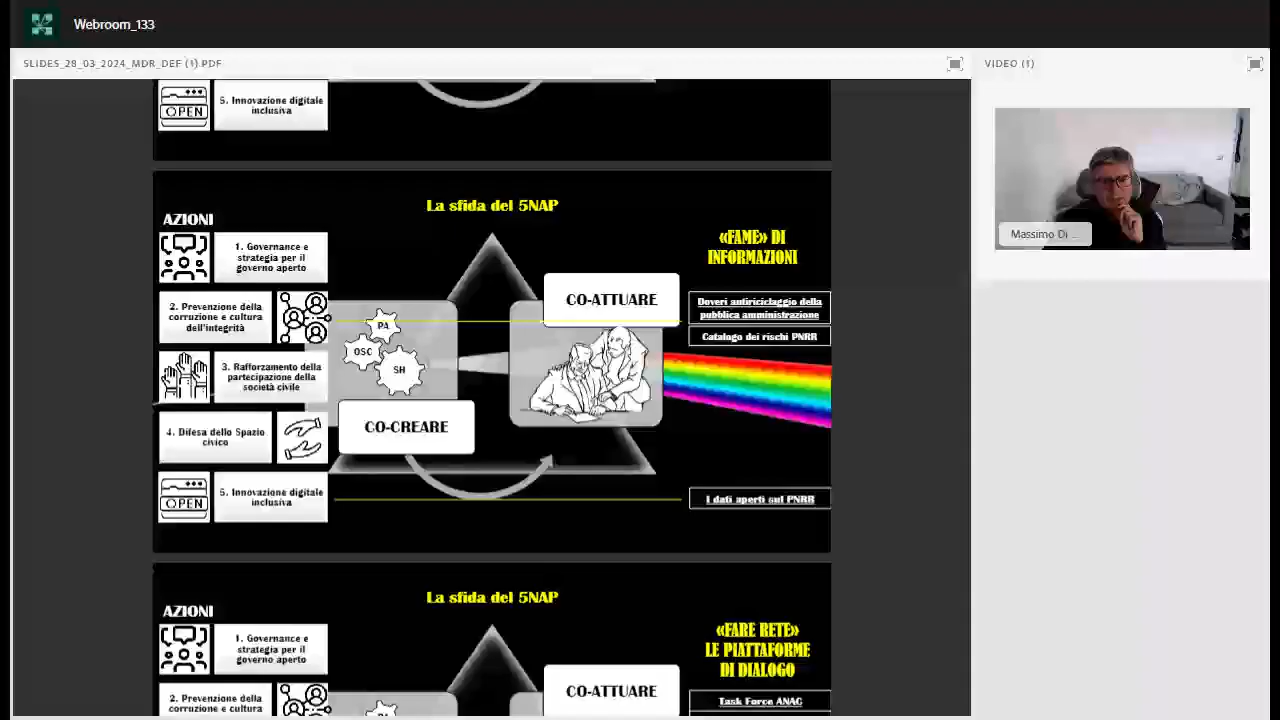 Webroom_133
SLIDES_28_03_2024_MDR_DEF (1).PDF
VIDEO (1)
Massimo Di ...
OPEN
5. Innovazione digitale
inclusiva
La sfida del 5NAP
AZIONI
1. Governance e
strategia per il
governo aperto
2. Prevenzione della
corruzione e cultura
dell'integrità
3. Rafforzamento della
partecipazione della
società civile
4. Difesa dello Spazio
civico
OPEN
5. Innovazione digitale
inclusiva
PA
OSC
SH
CO-CREARE
CO-ATTUARE
«FAME» DI
INFORMAZIONI
Doveri antiriciclaggio della
pubblica amministrazione
Catalogo dei rischi PNRR
I dati aperti sul PNRR
La sfida del 5NAP
AZIONI
1. Governance e
strategia per il
governo aperto
2. Prevenzione della
corruzione e cultura
CO-ATTUARE
«FARE RETE»
LE PIATTAFORME
DI DIALOGO
Task Force ANAC